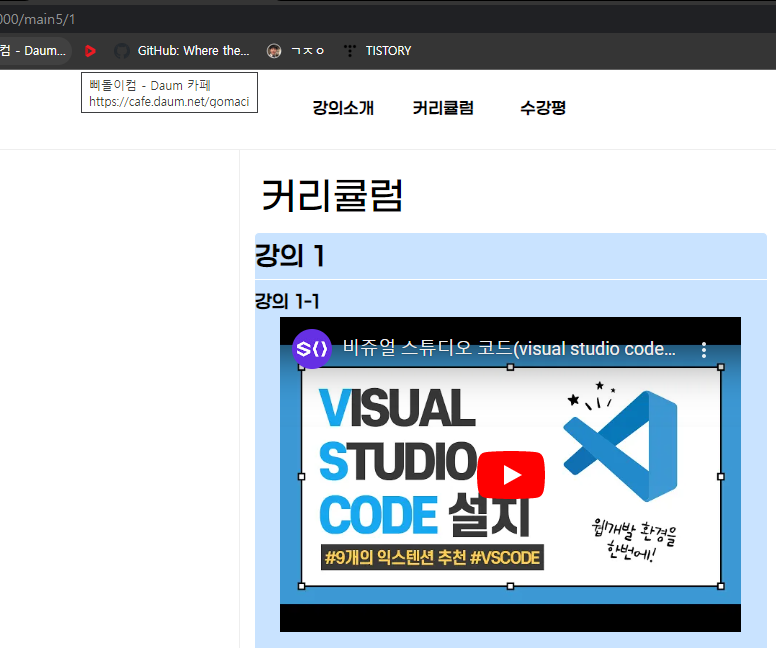 000/main5/1
컴 - Daum...
GitHub: Where the...
ㄱㅈㅇ
TISTORY
삐돌이컴 - Daum 카페
https://cafe.daum.net/gomaci
강의소개
커리큘럼
수강평
커리큘럼
강의 1
강의 1-1
비쥬얼 스튜디오 코드(visual studio code...
VISUAL
STUDIO
CODE 설치
#9개의 익스텐션 추천 #VSCODE
웹개발 환경을
한번에!